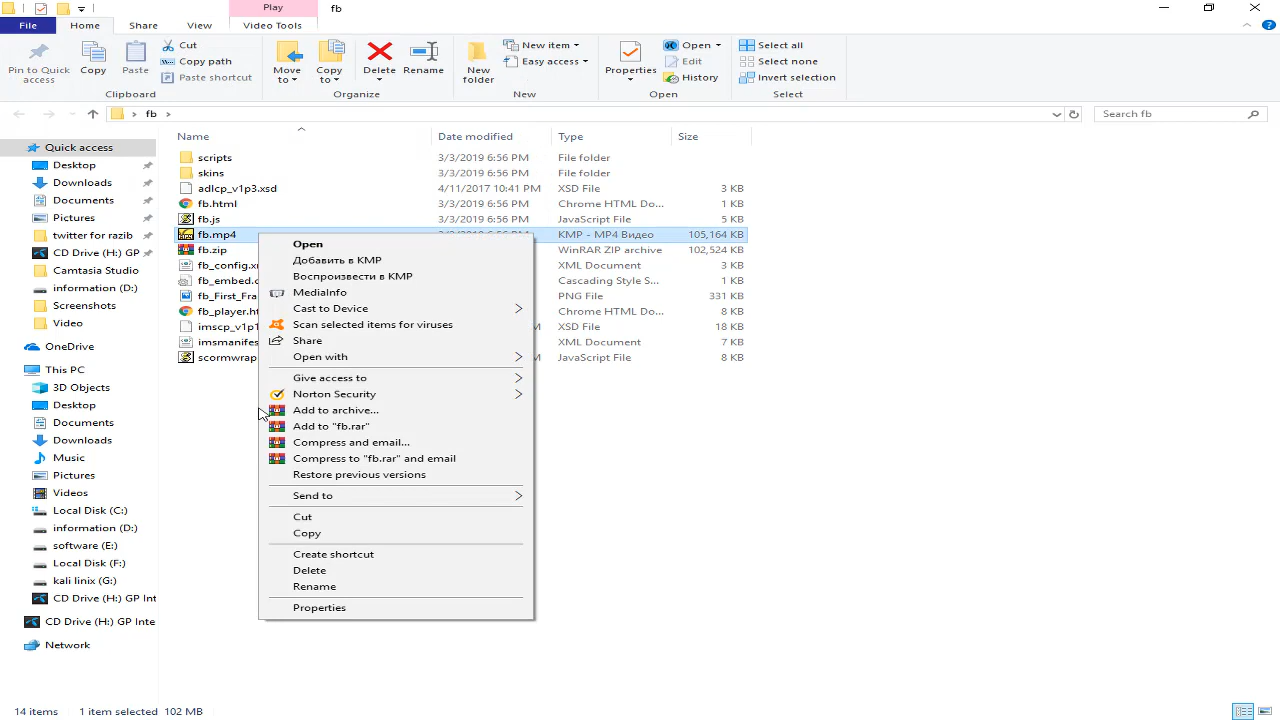 Play
fb
File
Home
Share
View
Video Tools
Pin to Quick access
Copy
Paste
Cut
Copy path
Paste shortcut
Clipboard
Move to
Copy to
Delete
Rename
Organize
New folder
New item
Easy access
New
Properties
Open
Edit
History
Open
Select all
Select none
Invert selection
Select
fb
Search fb
Name Date modified Type Size
Quick access
Desktop
Downloads
Documents
Pictures
twitter for razib
CD Drive (H:) GP
Camtasia Studio
information (D:)
Screenshots
Video
OneDrive
This PC
3D Objects
Desktop
Documents
Downloads
Music
Pictures
Videos
Local Disk (C:)
information (D:)
software (E:)
Local Disk (F:)
kali linix (G:)
CD Drive (H:) GP Int
CD Drive (H:) GP Inte
Network
scripts 3/3/2019 6:56 PM File folder
skins 3/3/2019 6:56 PM File folder
adlcp_v1p3.xsd 4/11/2017 10:41 PM XSD File 3 KB
fb.html 3/3/2019 6:56 PM Chrome HTML Do... 1 KB
fb.js 3/3/2019 6:56 PM JavaScript File 5 KB
fb.mp4 KMP - MP4 Видео 105,164 KB
fb.zip WinRAR ZIP archive 102,524 KB
fb_config.x XML Document 2 KB
fb_embed.c Cascading Style S... 1 KB
fb_First_Fra PNG File 331 KB
fb_player.ht Chrome HTML Do... 8 KB
imscp_v1p1 M XSD File 18 KB
imsmanifes XML Document 7 KB
scormwrap M JavaScript File 8 KB
Open
Добавить в KMP
Воспроизвести в KMP
MediaInfo
Cast to Device
Scan selected items for viruses
Share
Open with
Give access to
Norton Security
Add to archive...
Add to "fb.rar"
Compress and email...
Compress to "fb.rar" and email
Restore previous versions
Send to
Cut
Copy
Create shortcut
Delete
Rename
Properties
14 items 1 item selected 102 MB